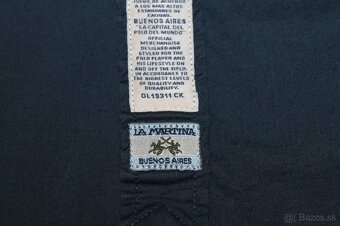 JUEGO, DE ACUERDO
A LOS MAS ALTOS
ESTANDARES DE
CALIDAD.
BUENOS AIRES
"LA CAPITAL DEL
POLO DEL MUNDO"
OFFICIAL
MERCHANDISE
DESIGNED AND
STYLED FOR THE
POLO PLAYER AND
HIS LIFESTYLE ON
AND OFF THE FIELD.
IN ACCORDANCE TO
THE HIGHEST LEVELS
OF QUALITY AND
DURABILITY.
GL15311 CK
LA MARTINA
BUENOS AIRES
© Bazos.sk